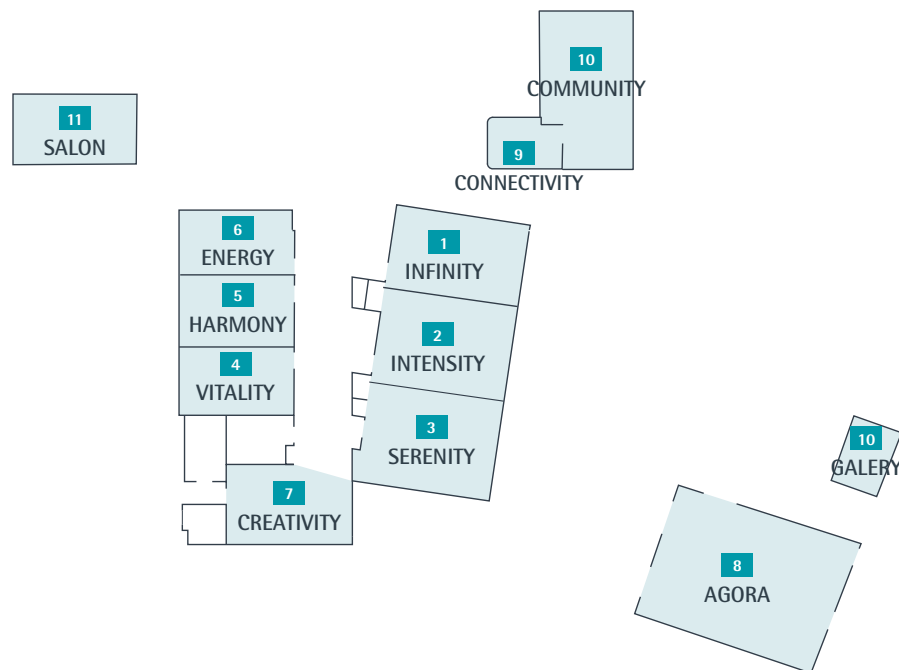 10
COMMUNITY
11
SALON
9
CONNECTIVITY
6
ENERGY
1
INFINITY
5
HARMONY
2
INTENSITY
4
VITALITY
3
SERENITY
10
GALERY
7
CREATIVITY
8
AGORA